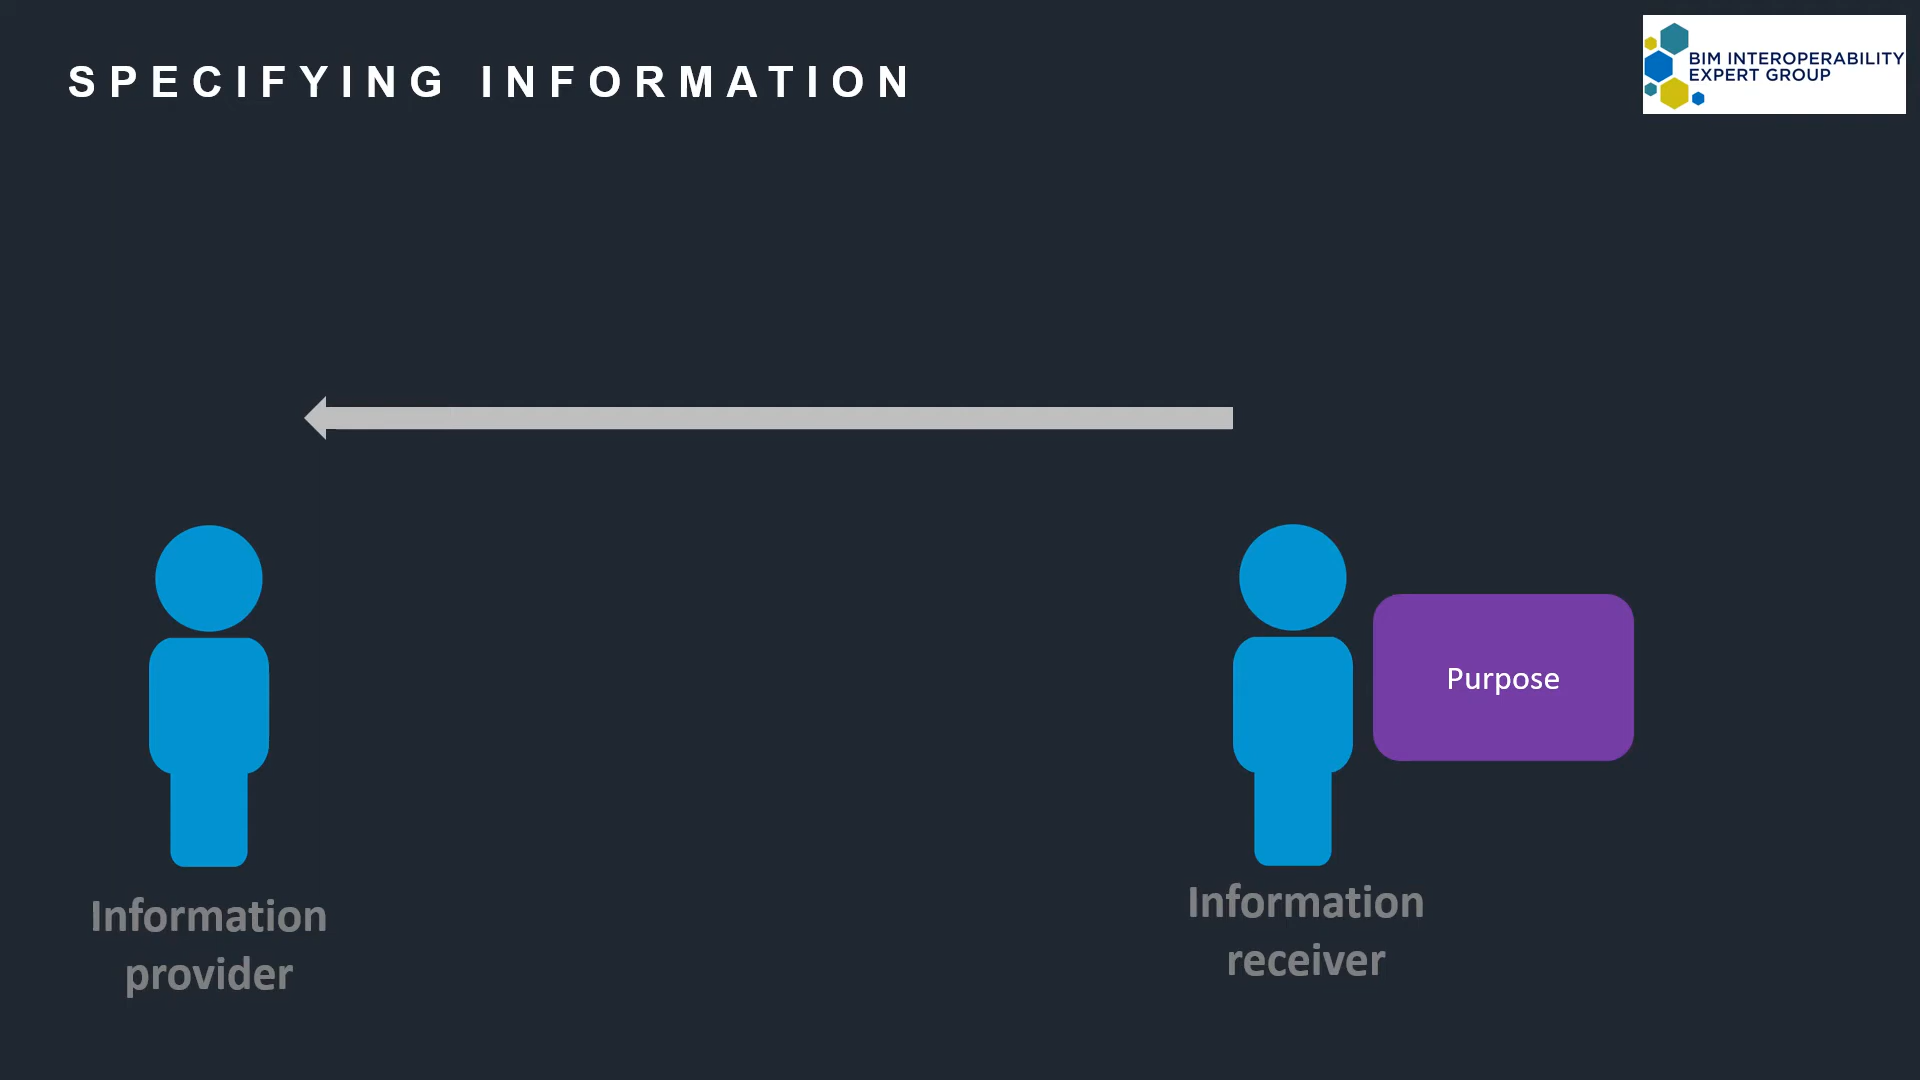 SPECIFYING INFORMATION
BIM INTEROPERABILITY
EXPERT GROUP
Purpose
Information
provider
Information
receiver